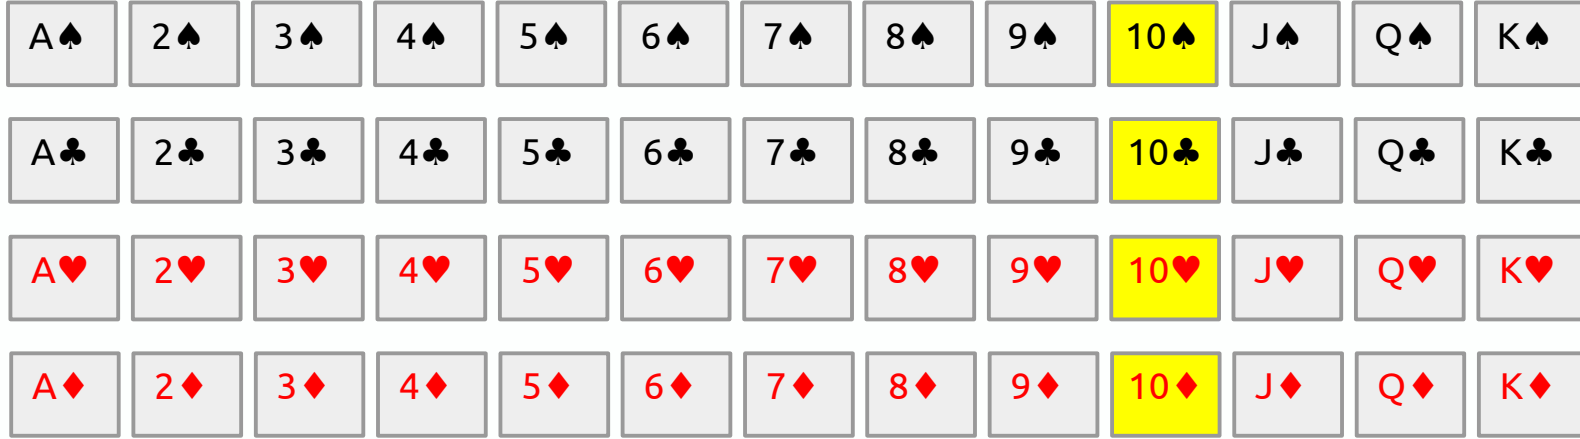 A♠ 2♠ 3♠ 4♠ 5♠ 6♠ 7♠ 8♠ 9♠ 10♠ J♠ Q♠ K♠
A♣ 2♣ 3♣ 4♣ 5♣ 6♣ 7♣ 8♣ 9♣ 10♣ J♣ Q♣ K♣
A♥ 2♥ 3♥ 4♥ 5♥ 6♥ 7♥ 8♥ 9♥ 10♥ J♥ Q♥ K♥
A♦ 2♦ 3♦ 4♦ 5♦ 6♦ 7♦ 8♦ 9♦ 10♦ J♦ Q♦ K♦